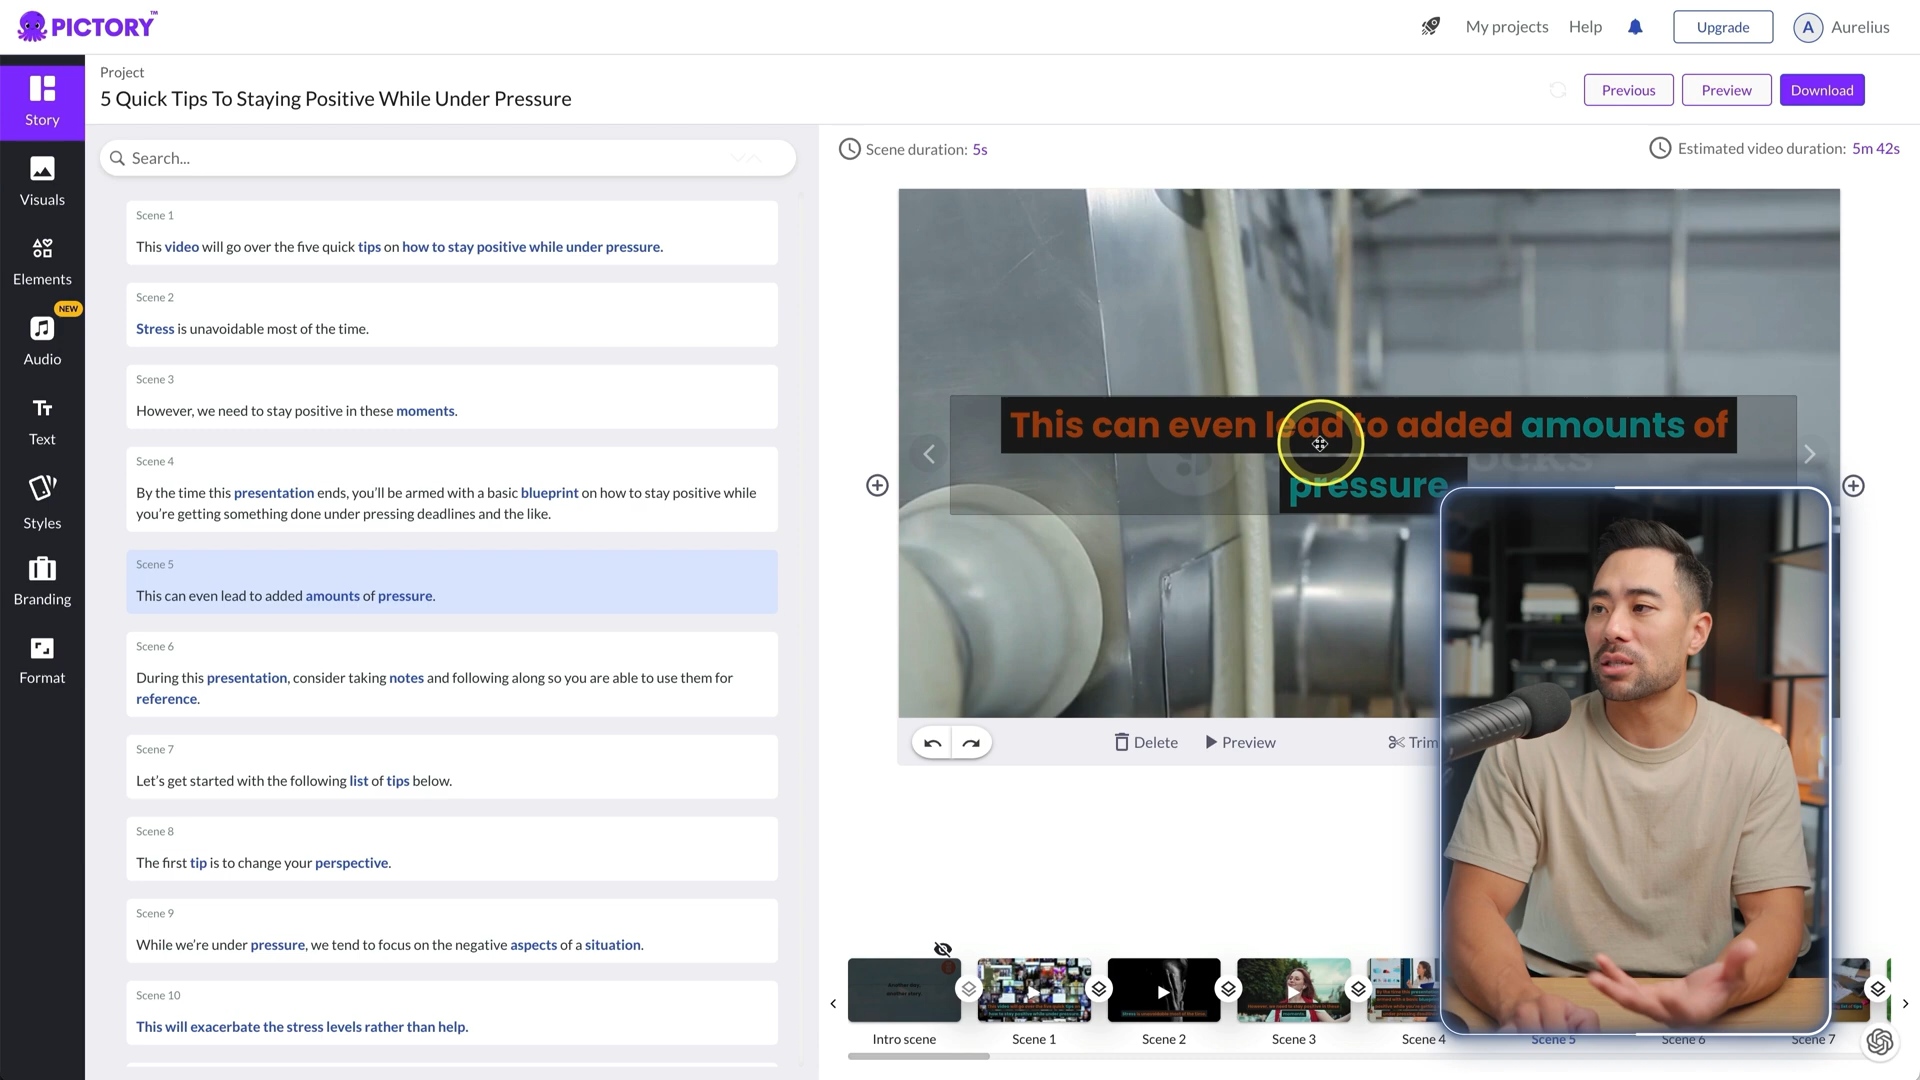 PICTORY™
My projects
Help
Upgrade
A
Aurelius
Story
Visuals
Elements
NEW
Audio
Text
Styles
Branding
Format
Project
5 Quick Tips To Staying Positive While Under Pressure
Previous
Preview
Download
Search...
Scene 1
This video will go over the five quick tips on how to stay positive while under pressure.
Scene 2
Stress is unavoidable most of the time.
Scene 3
However, we need to stay positive in these moments.
Scene 4
By the time this presentation ends, you'll be armed with a basic blueprint on how to stay positive while
you're getting something done under pressing deadlines and the like.
Scene 5
This can even lead to added amounts of pressure.
Scene 6
During this presentation, consider taking notes and following along so you are able to use them for
reference.
Scene 7
Let's get started with the following list of tips below.
Scene 8
The first tip is to change your perspective.
Scene 9
While we're under pressure, we tend to focus on the negative aspects of a situation.
Scene 10
This will exacerbate the stress levels rather than help.
Scene duration: 5s
Estimated video duration: 5m 42s
This can even lead to added amounts of
pressure
Delete
Preview
Trim
Intro scene
Scene 1
Scene 2
Scene 3
Scene 4
Scene 5
Scene 6
Scene 7